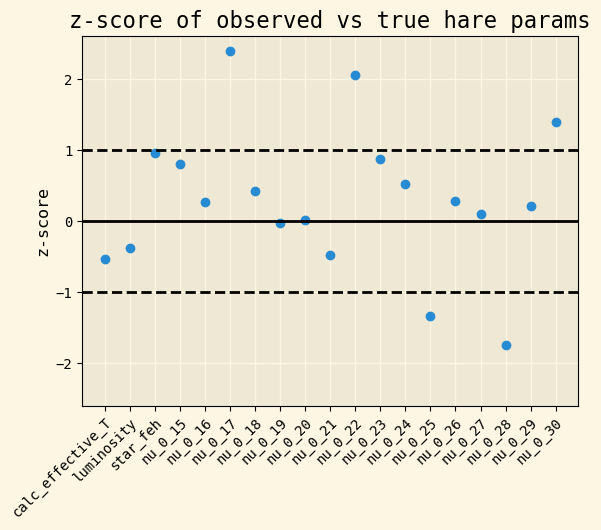 z-score of observed vs true hare params
z-score
2
1
0
−1
−2
calc_effective_T
luminosity
star_feh
nu_0_15
nu_0_16
nu_0_17
nu_0_18
nu_0_19
nu_0_20
nu_0_21
nu_0_22
nu_0_23
nu_0_24
nu_0_25
nu_0_26
nu_0_27
nu_0_28
nu_0_29
nu_0_30